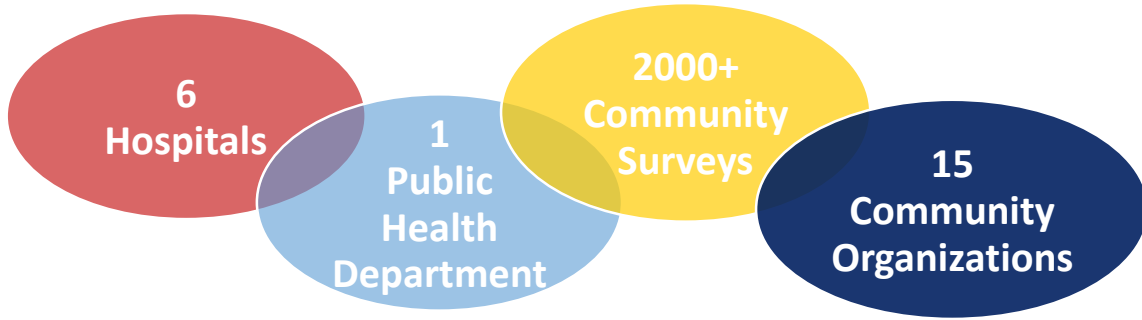 6
Hospitals
1
Public
Health
Department
2000+
Community
Surveys
15
Community
Organizations